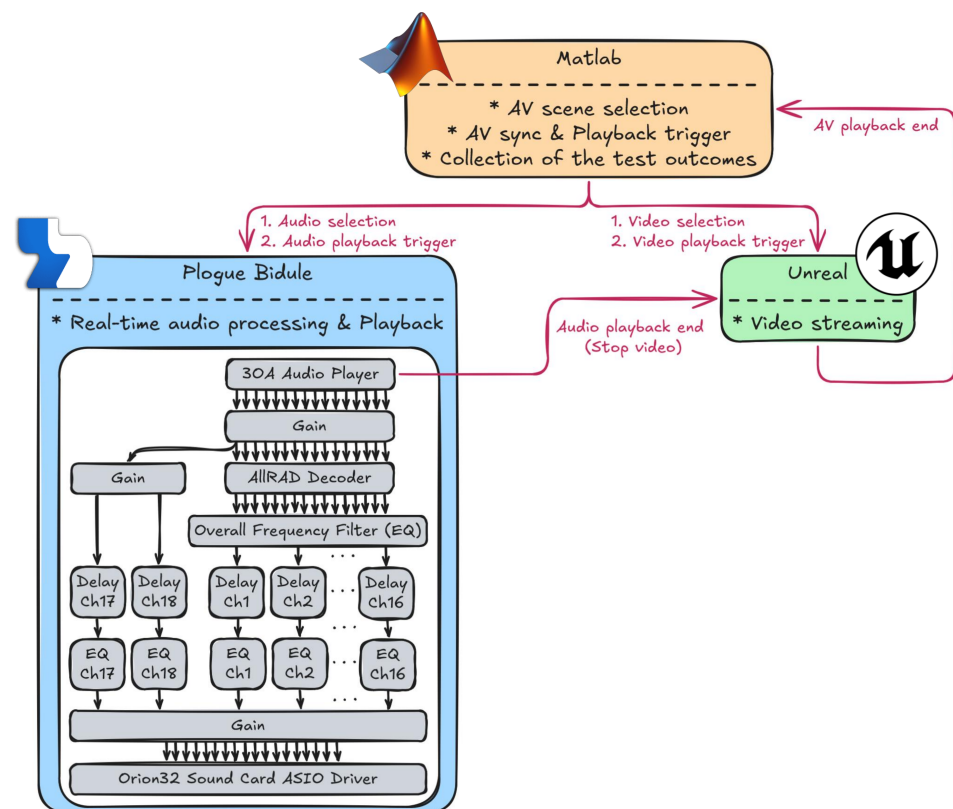 Matlab
* AV scene selection
* AV sync & Playback trigger
* Collection of the test outcomes
AV playback end
1. Audio selection
2. Audio playback trigger
1. Video selection
2. Video playback trigger
Plogue Bidule
* Real-time audio processing & Playback
Unreal
* Video streaming
Audio playback end
(Stop video)
3OA Audio Player
Gain
Gain
AllRAD Decoder
Overall Frequency Filter (EQ)
...
Delay
Ch17
Delay
Ch18
Delay
Ch1
Delay
Ch2
...
Delay
Ch16
...
EQ
Ch17
EQ
Ch18
EQ
Ch1
EQ
Ch2
...
EQ
Ch16
...
Gain
Orion32 Sound Card ASIO Driver